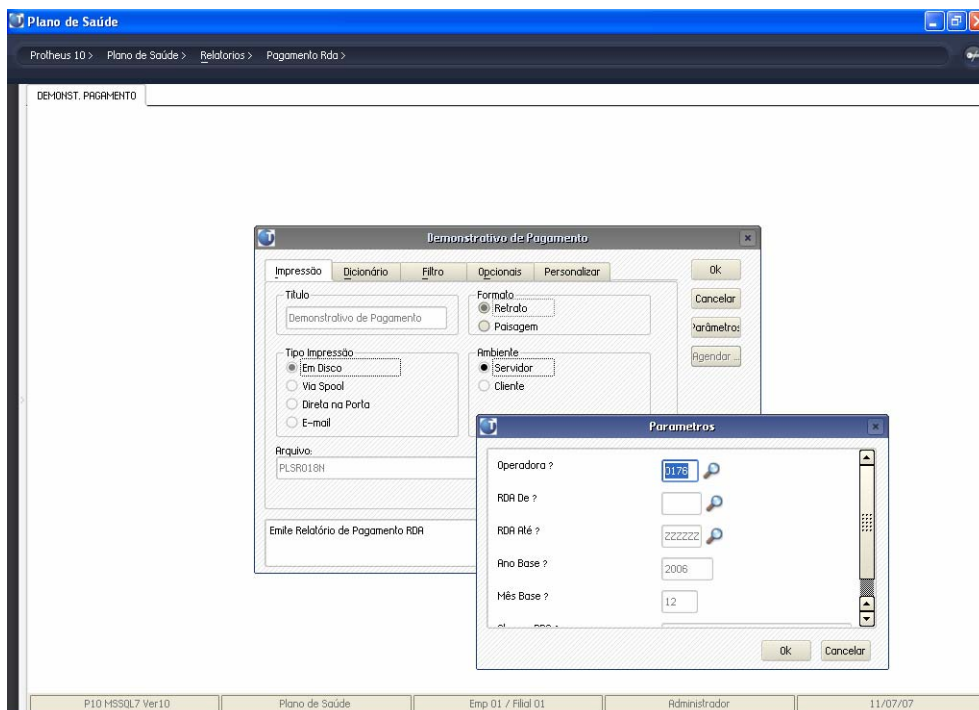 Plano de Saúde
Protheus 10 > Plano de Saúde > Relatorios > Pagamento Rda >
DEMONST. PAGAMENTO
Demonstrativo de Pagamento
Impressão Dicionário Filtro Opcionais Personalizar
Ok
Cancelar
Parâmetros
Agendar ...
Título
Demonstrativo de Pagamento
Formato
Retrato
Paisagem
Tipo Impressão
Em Disco
Via Spool
Direta na Porta
E-mail
Ambiente
Servidor
Cliente
Arquivo:
PLSR018N
Emite Relatório de Pagamento RDA
Parametros
Operadora ? 0176
RDA De ?
RDA Até ? ZZZZZZ
Ano Base ? 2006
Mês Base ? 12
Ok Cancelar
P10 MSSQL7 Ver10 Plano de Saúde Emp 01 / Filial 01 Administrador 11/07/07